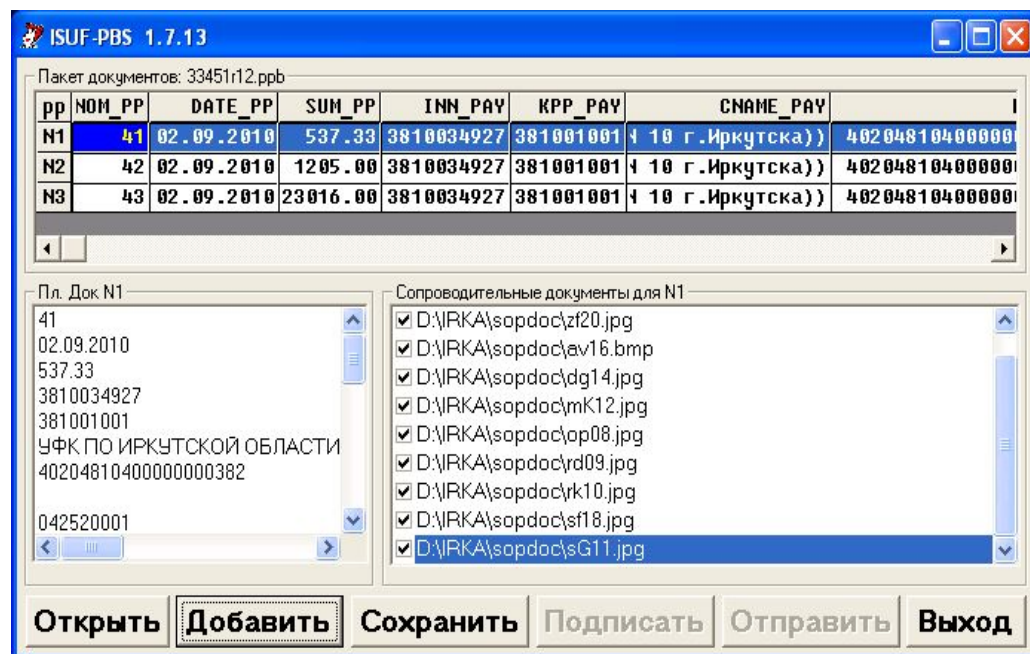 ISUF-PBS 1.7.13
Пакет документов: 33451r12.ppb
pp NOM_PP DATE_PP SUM_PP INN_PAY KPP_PAY CNAME_PAY
N1 41 02.09.2010 537.33 3810034927 381001001 10 г.Иркутска)) 40204810400000
N2 42 02.09.2010 1205.00 3810034927 381001001 10 г.Иркутска)) 40204810400000
N3 43 02.09.2010 23016.00 3810034927 381001001 10 г.Иркутска)) 40204810400000
Пл. Док N1
41
02.09.2010
537.33
3810034927
381001001
УФК ПО ИРКУТСКОЙ ОБЛАСТИ
40204810400000000382
042520001
Сопроводительные документы для N1
D:\IRKA\sopdoc\zf20.jpg
D:\IRKA\sopdoc\av16.bmp
D:\IRKA\sopdoc\dg14.jpg
D:\IRKA\sopdoc\mK12.jpg
D:\IRKA\sopdoc\op08.jpg
D:\IRKA\sopdoc\rd09.jpg
D:\IRKA\sopdoc\rk10.jpg
D:\IRKA\sopdoc\sf18.jpg
D:\IRKA\sopdoc\sG11.jpg
Открыть Добавить Сохранить Подписать Отправить Выход